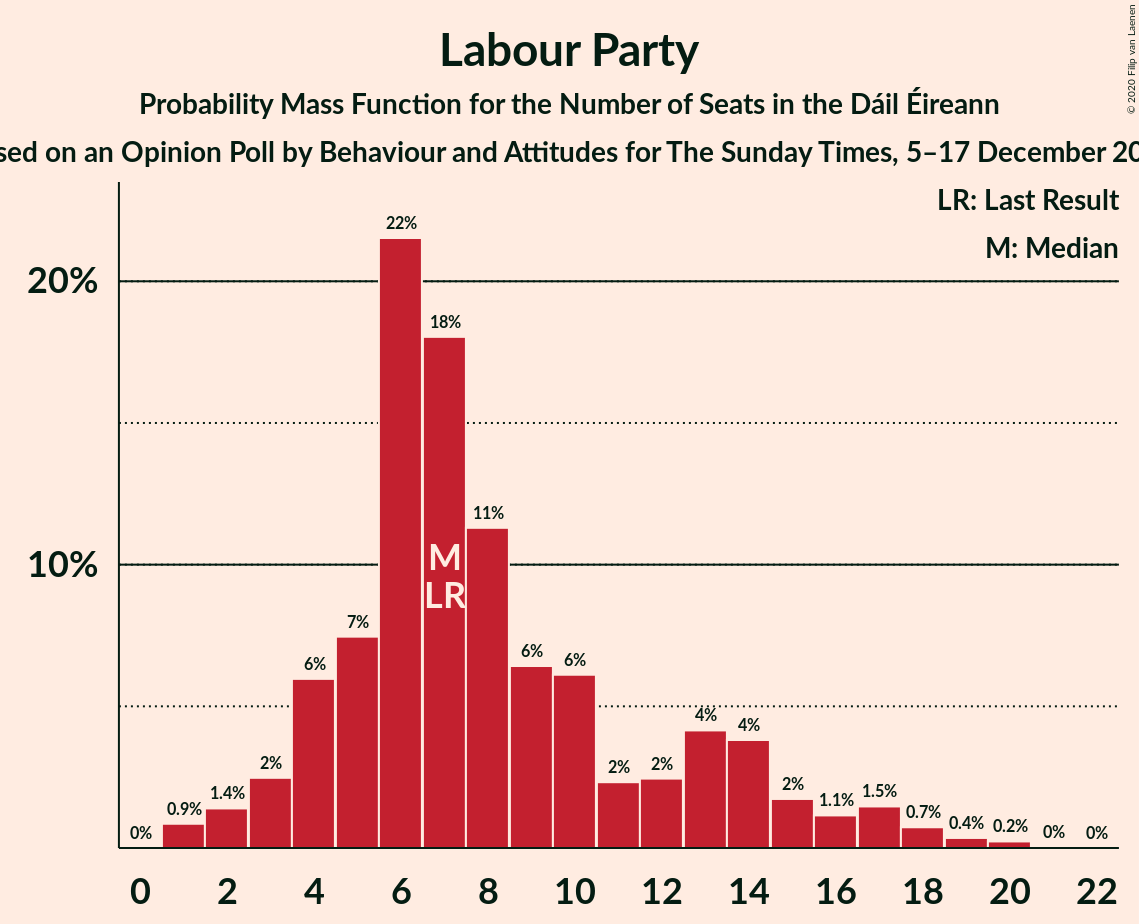 Labour Party
Probability Mass Function for the Number of Seats in the Dáil Éireann
sed on an Opinion Poll by Behaviour and Attitudes for The Sunday Times, 5–17 December 20
© 2020 Filip van Laenen
LR: Last Result
M: Median
20%
10%
0%
0.9%
1.4%
2%
6%
7%
22%
18%
11%
6%
6%
2%
2%
4%
4%
2%
1.1%
1.5%
0.7%
0.4%
0.2%
0%
0%
M
LR
0 2 4 6 8 10 12 14 16 18 20 22